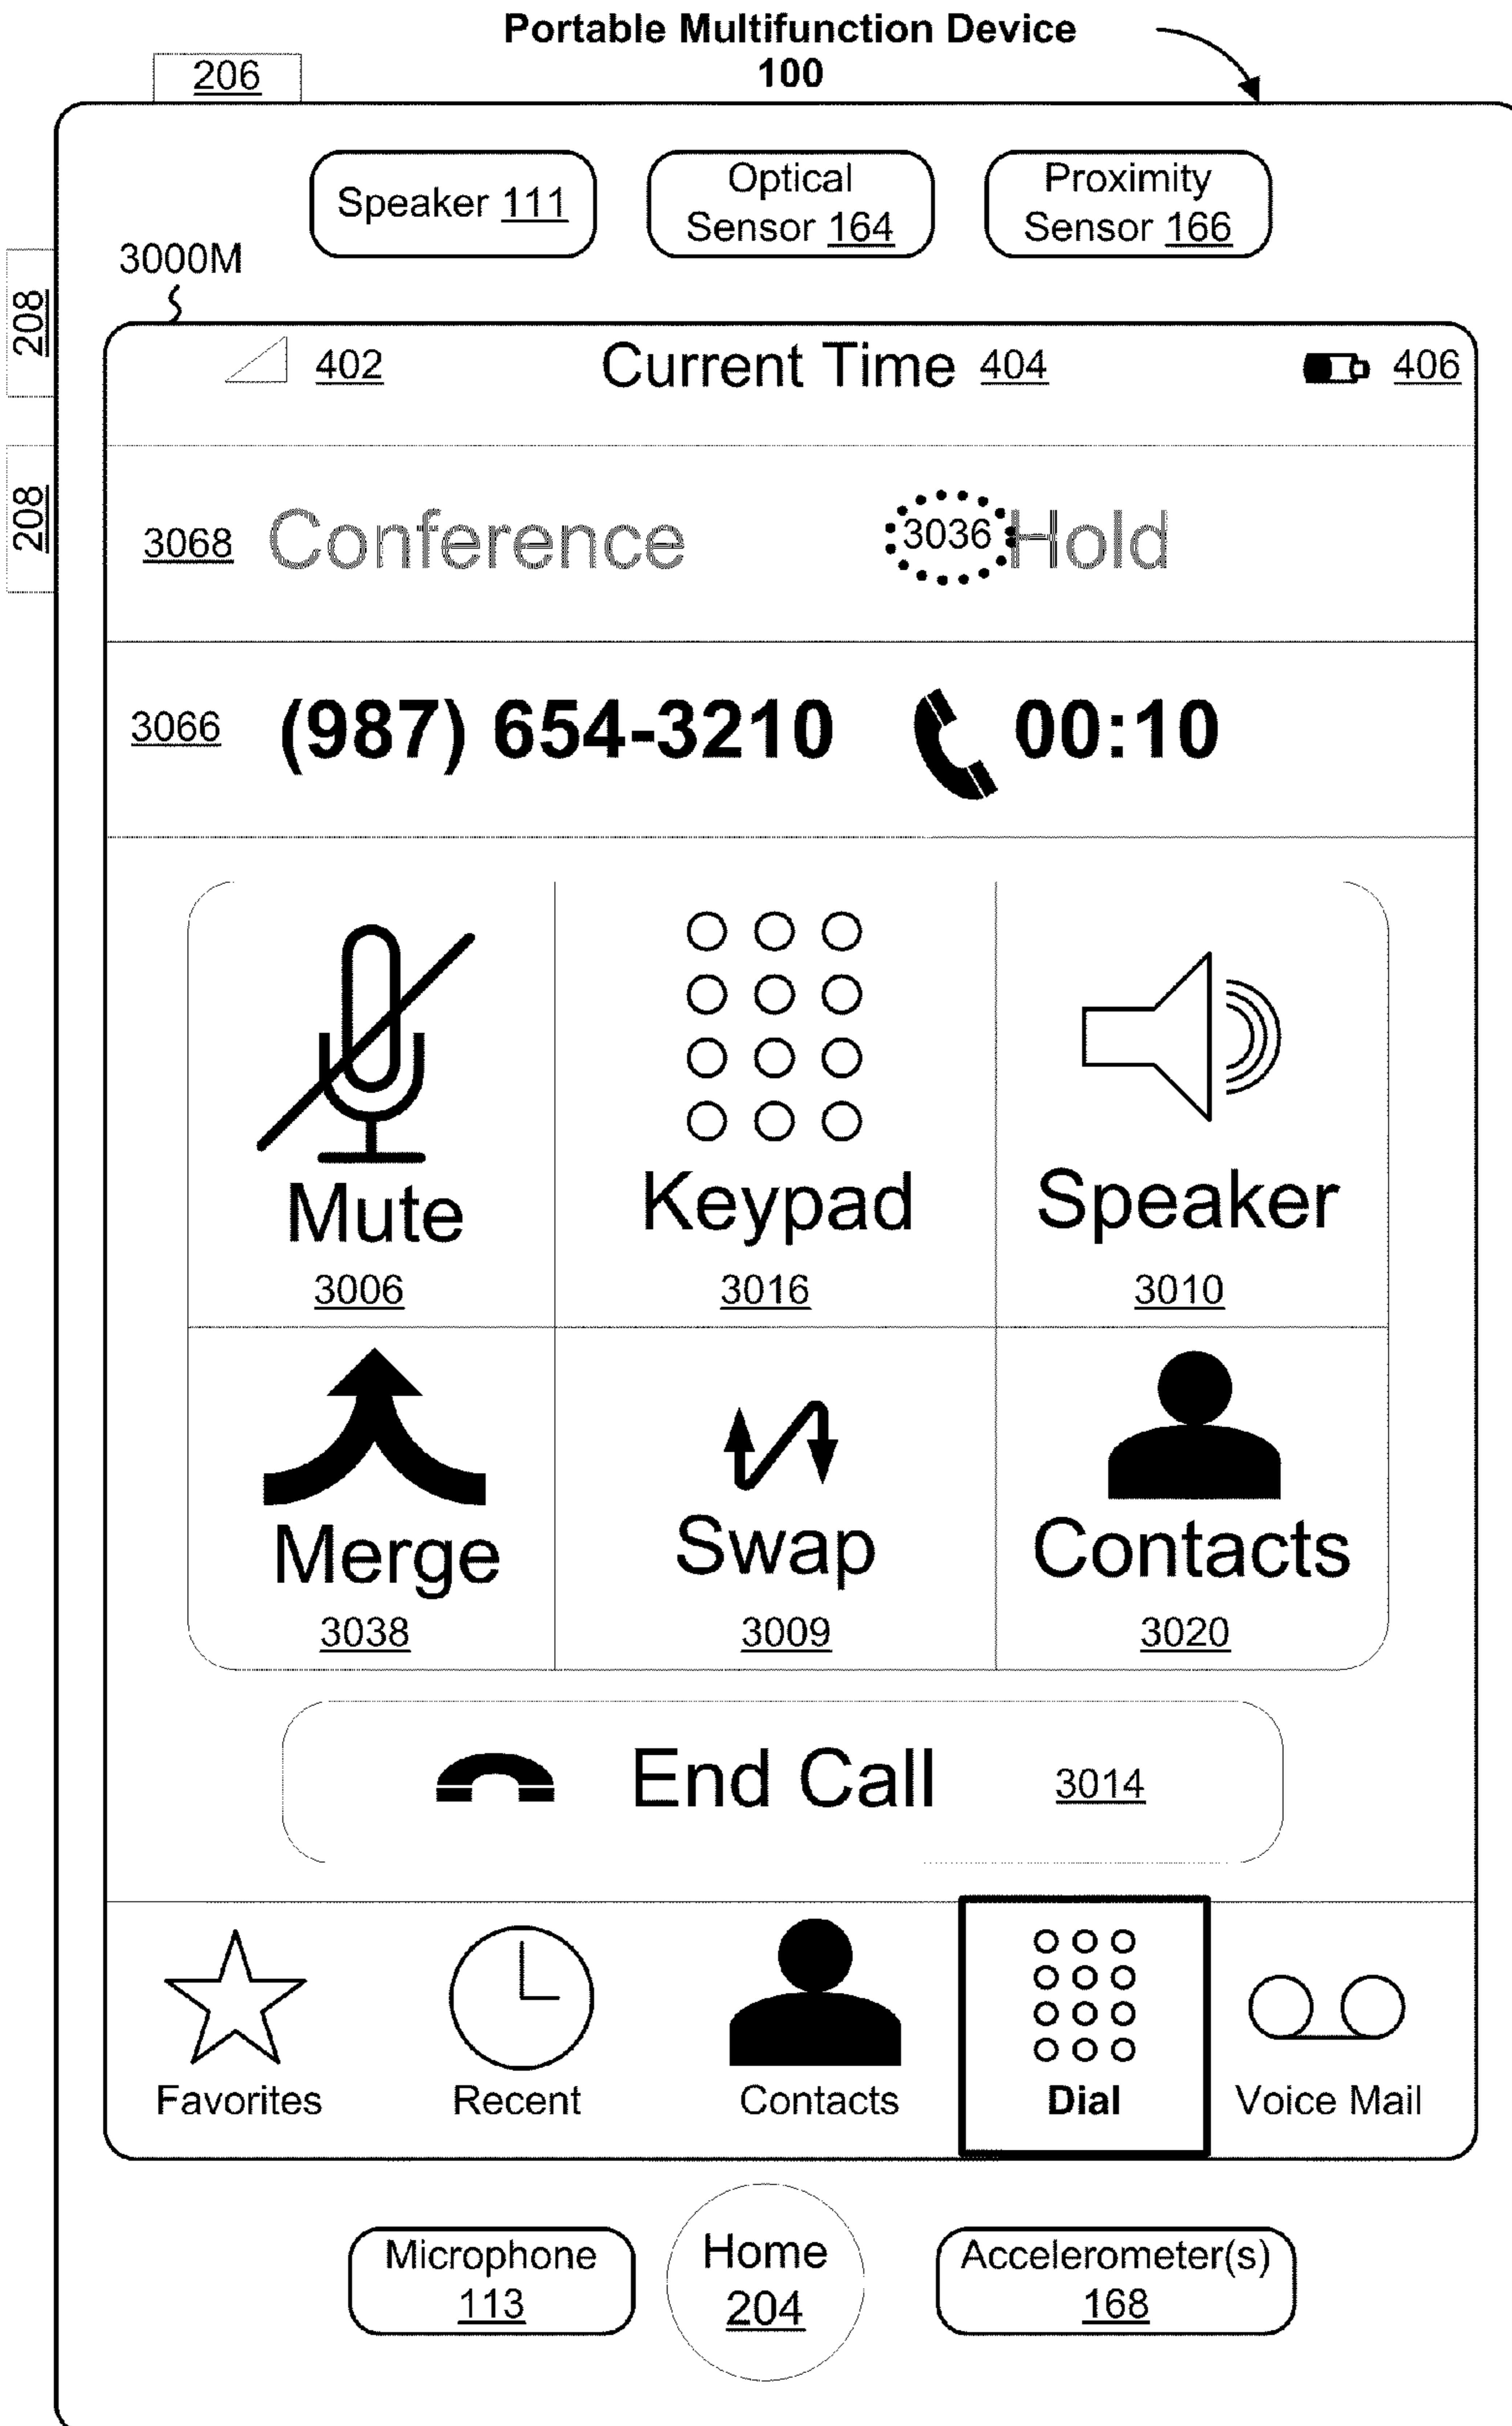 Portable Multifunction Device
100
206
Speaker 111
Optical
Sensor 164
Proximity
Sensor 166
3000M
208
402
Current Time 404
406
208
3068 Conference
3036 Hold
3066 (987) 654-3210 00:10
Mute
3006
Keypad
3016
Speaker
3010
Merge
3038
Swap
3009
Contacts
3020
End Call 3014
Favorites
Recent
Contacts
Dial
Voice Mail
Microphone
113
Home
204
Accelerometer(s)
168